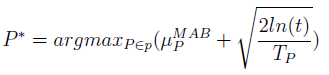 P* = argmax_{P∈p}(μ_P^{MAB} + √(2ln(t)/T_P))